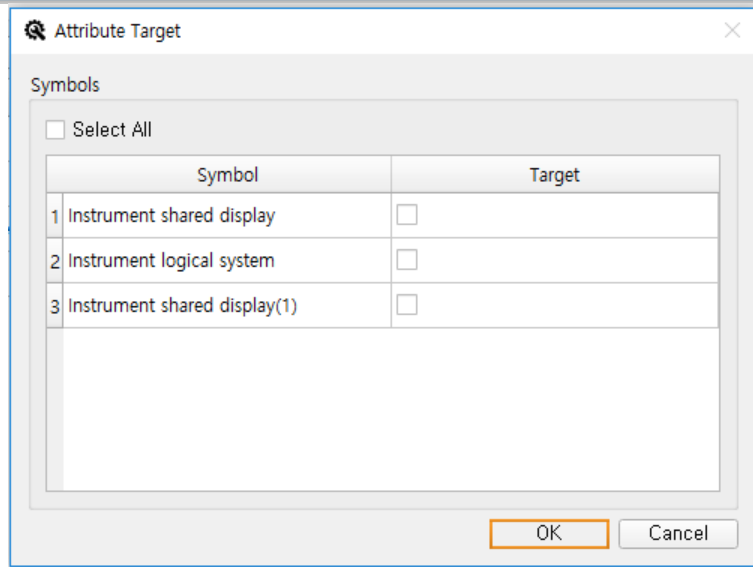 Attribute Target
Symbols
Select All
Symbol Target
1 Instrument shared display
2 Instrument logical system
3 Instrument shared display(1)
OK Cancel